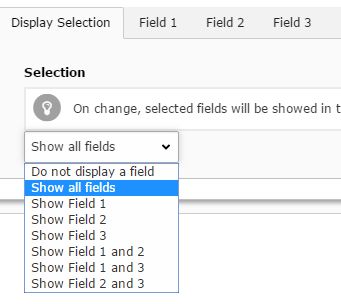 Display Selection Field 1 Field 2 Field 3
Selection
On change, selected fields will be showed in t
Show all fields
Do not display a field
Show all fields
Show Field 1
Show Field 2
Show Field 3
Show Field 1 and 2
Show Field 1 and 3
Show Field 2 and 3